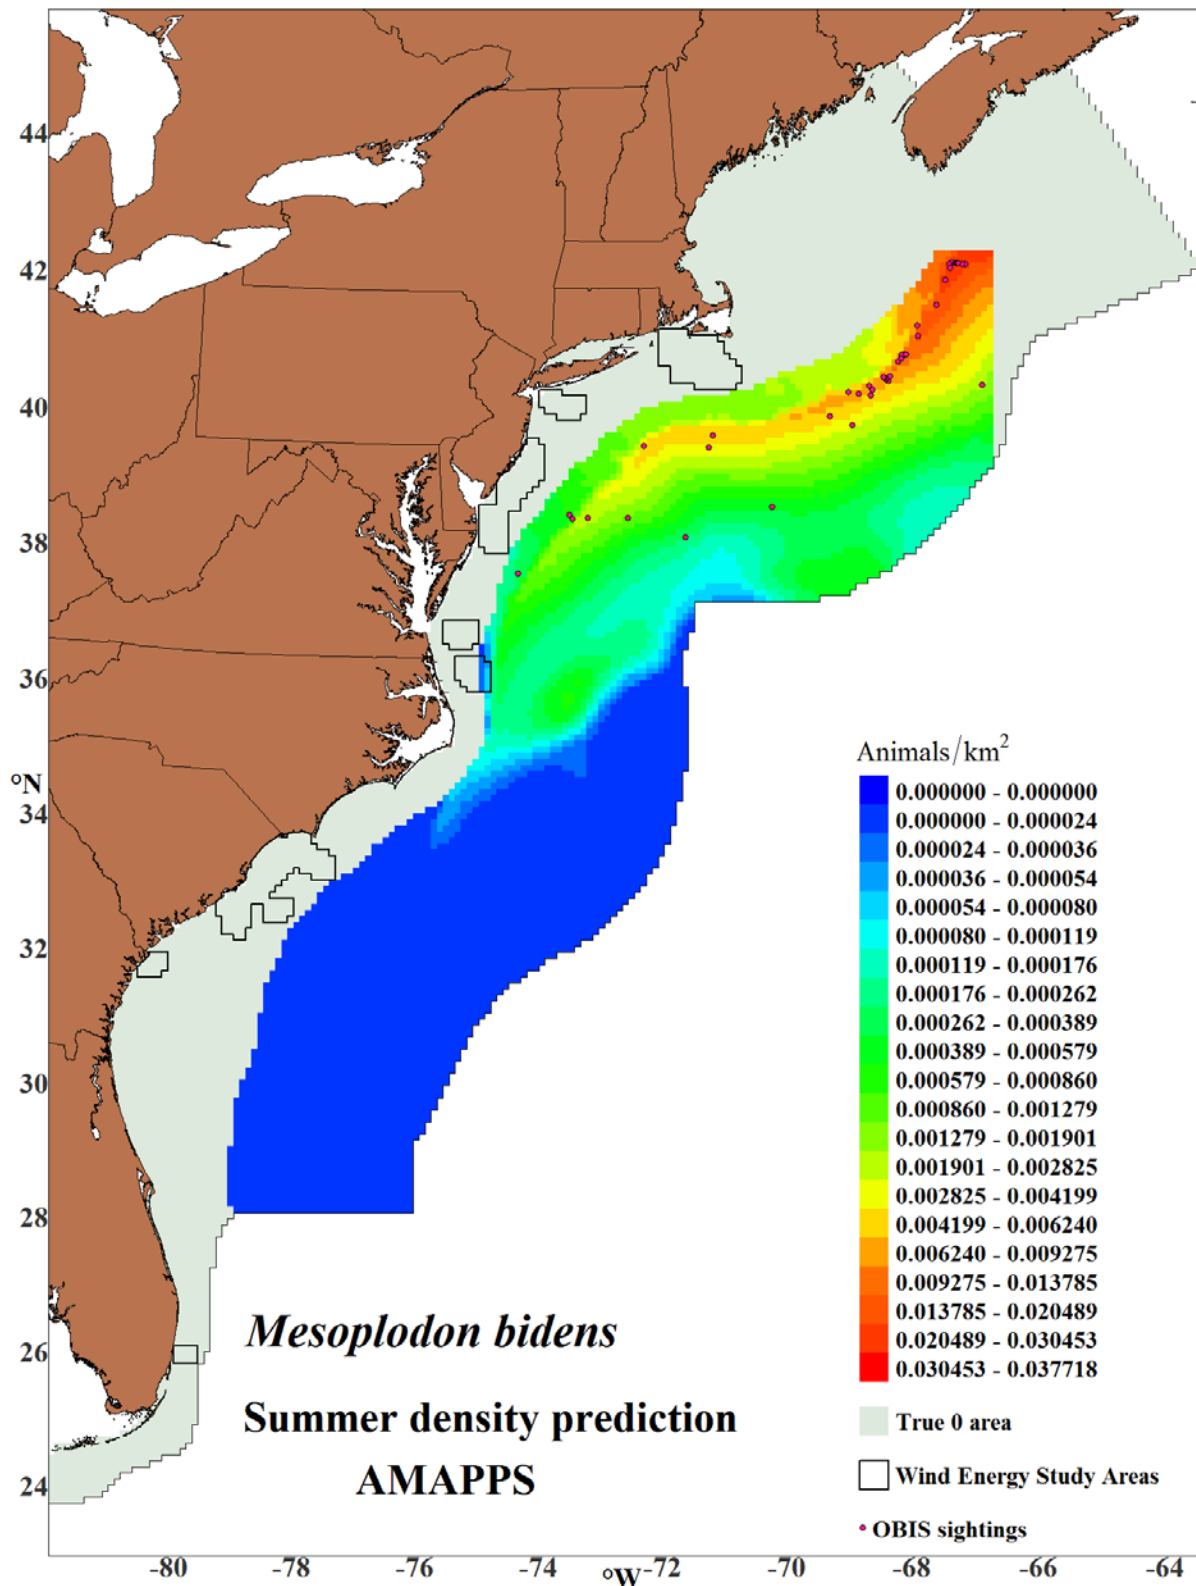 44
42
40
38
36
°N
34
32
30
28
26
24
Animals/km²
0.000000 - 0.000000
0.000000 - 0.000024
0.000024 - 0.000036
0.000036 - 0.000054
0.000054 - 0.000080
0.000080 - 0.000119
0.000119 - 0.000176
0.000176 - 0.000262
0.000262 - 0.000389
0.000389 - 0.000579
0.000579 - 0.000860
0.000860 - 0.001279
0.001279 - 0.001901
0.001901 - 0.002825
0.002825 - 0.004199
0.004199 - 0.006240
0.006240 - 0.009275
0.009275 - 0.013785
0.013785 - 0.020489
0.020489 - 0.030453
0.030453 - 0.037718
True 0 area
Wind Energy Study Areas
OBIS sightings
Mesoplodon bidens
Summer density prediction
AMAPPS
-80 -78 -76 -74 °W -72 -70 -68 -66 -64